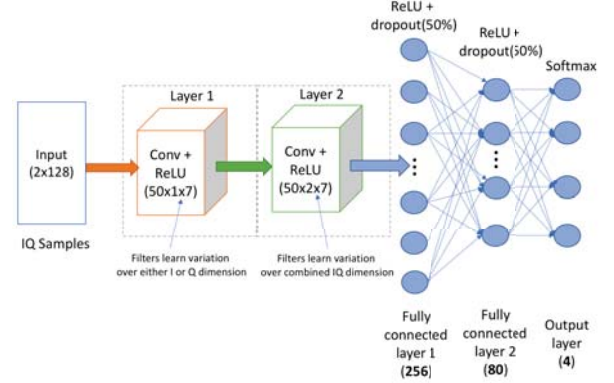 ReLU +
dropout(50%)
ReLU +
dropout(50%)
Softmax
Layer 1
Layer 2
Input
(2x128)
Conv +
ReLU
(50x1x7)
Conv +
ReLU
(50x2x7)
IQ Samples
Filters learn variation
over either I or Q dimension
Filters learn variation
over combined IQ dimension
Fully
connected
layer 1
(256)
Fully
connected
layer 2
(80)
Output
layer
(4)